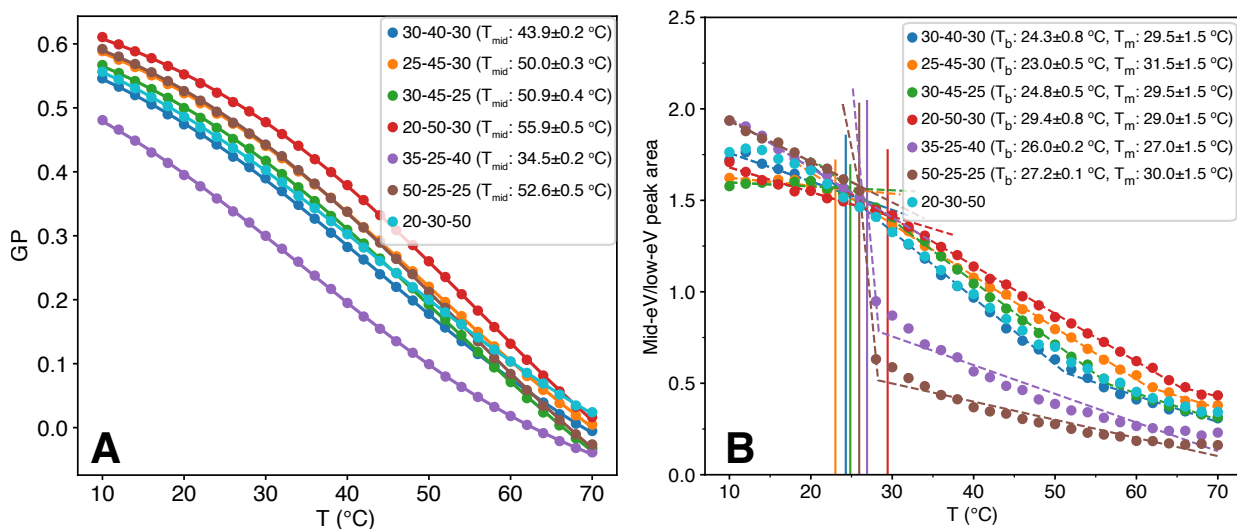 GP
0.6
0.5
0.4
0.3
0.2
0.1
0.0
30-40-30 (Tmid: 43.9±0.2 °C)
25-45-30 (Tmid: 50.0±0.3 °C)
30-45-25 (Tmid: 50.9±0.4 °C)
20-50-30 (Tmid: 55.9±0.5 °C)
35-25-40 (Tmid: 34.5±0.2 °C)
50-25-25 (Tmid: 52.6±0.5 °C)
20-30-50
A
10 20 30 40 50 60 70
T (°C)
Mid-eV/low-eV peak area
2.5
2.0
1.5
1.0
0.5
0.0
30-40-30 (Tb: 24.3±0.8 °C, Tm: 29.5±1.5 °C)
25-45-30 (Tb: 23.0±0.5 °C, Tm: 31.5±1.5 °C)
30-45-25 (Tb: 24.8±0.5 °C, Tm: 29.5±1.5 °C)
20-50-30 (Tb: 29.4±0.8 °C, Tm: 29.0±1.5 °C)
35-25-40 (Tb: 26.0±0.2 °C, Tm: 27.0±1.5 °C)
50-25-25 (Tb: 27.2±0.1 °C, Tm: 30.0±1.5 °C)
20-30-50
B
10 20 30 40 50 60 70
T (°C)